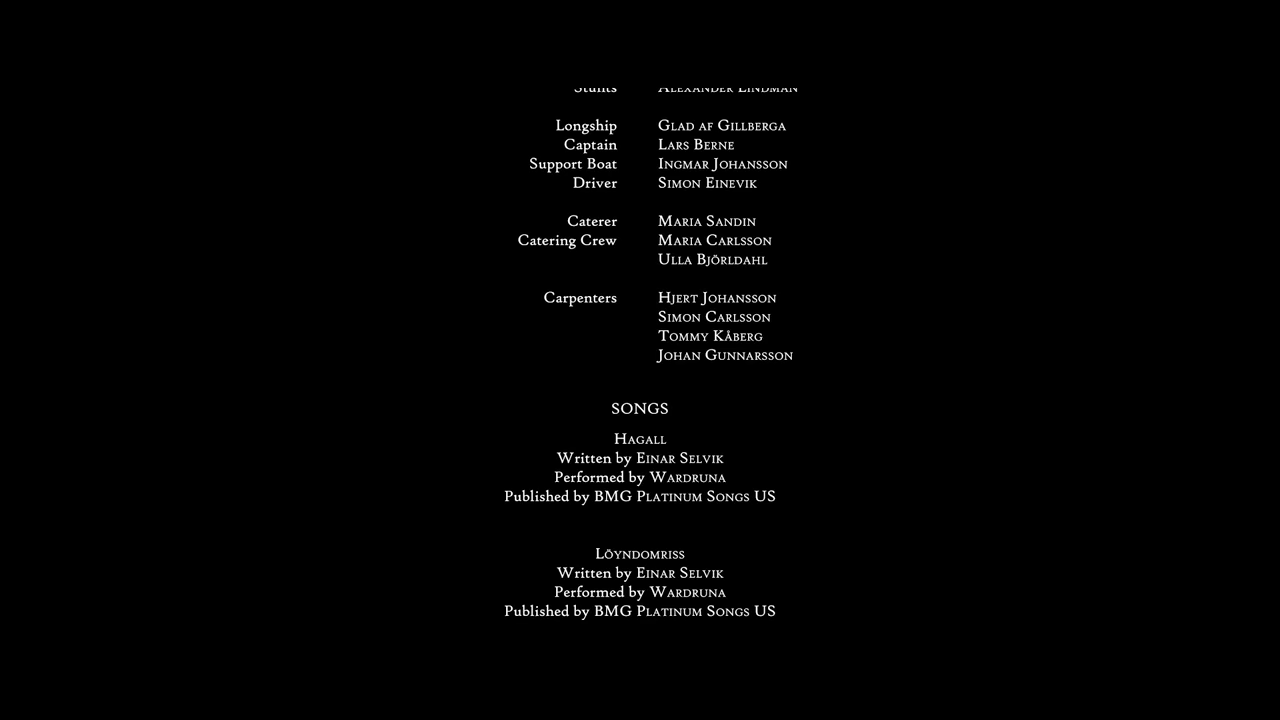 Stunts Alexander Lindman
Longship Glad af Gillberga
Captain Lars Berne
Support Boat Ingmar Johansson
Driver Simon Einevik
Caterer Maria Sandin
Catering Crew Maria Carlsson
Ulla Björldahl
Carpenters Hjert Johansson
Simon Carlsson
Tommy Kåberg
Johan Gunnarsson
SONGS
Hagall
Written by Einar Selvik
Performed by Wardruna
Published by BMG Platinum Songs US
Löyndomriss
Written by Einar Selvik
Performed by Wardruna
Published by BMG Platinum Songs US